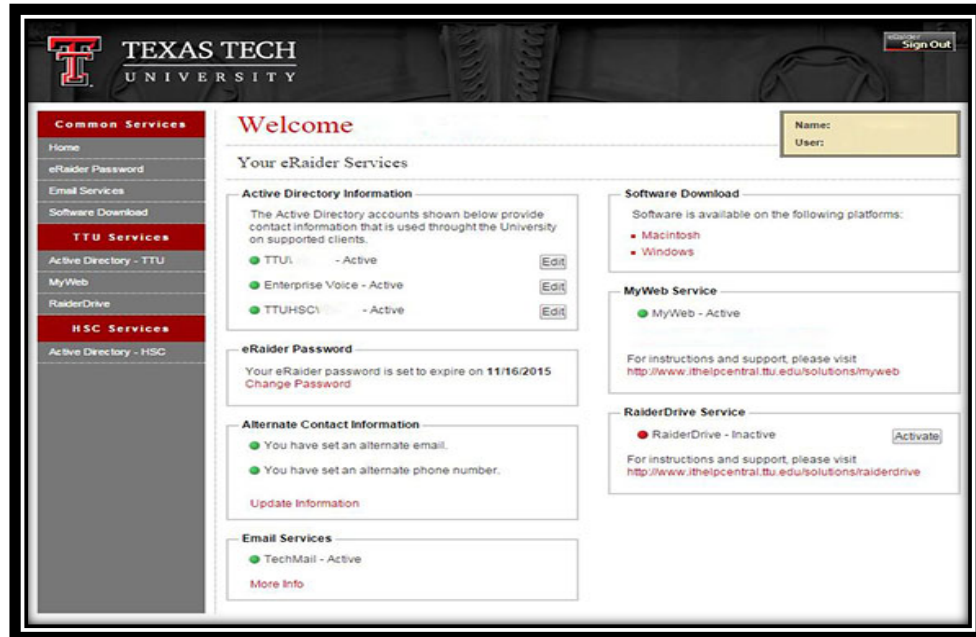 TEXAS TECH
UNIVERSITY
eRaider
Sign Out
Common Services
Home
eRaider Password
Email Services
Software Download
TTU Services
Active Directory - TTU
MyWeb
RaiderDrive
HSC Services
Active Directory - HSC
Welcome
Name:
User:
Your eRaider Services
Active Directory Information
The Active Directory accounts shown below provide
contact information that is used throught the University
on supported clients.
TTU\ - Active Edit
Enterprise Voice - Active Edit
TTUHSC\ - Active Edit
eRaider Password
Your eRaider password is set to expire on 11/16/2015
Change Password
Alternate Contact Information
You have set an alternate email.
You have set an alternate phone number.
Update Information
Email Services
TechMail - Active
More Info
Software Download
Software is available on the following platforms:
Macintosh
Windows
MyWeb Service
MyWeb - Active
For instructions and support, please visit
http://www.ithelpcentral.ttu.edu/solutions/myweb
RaiderDrive Service
RaiderDrive - Inactive Activate
For instructions and support, please visit
http://www.ithelpcentral.ttu.edu/solutions/raiderdrive